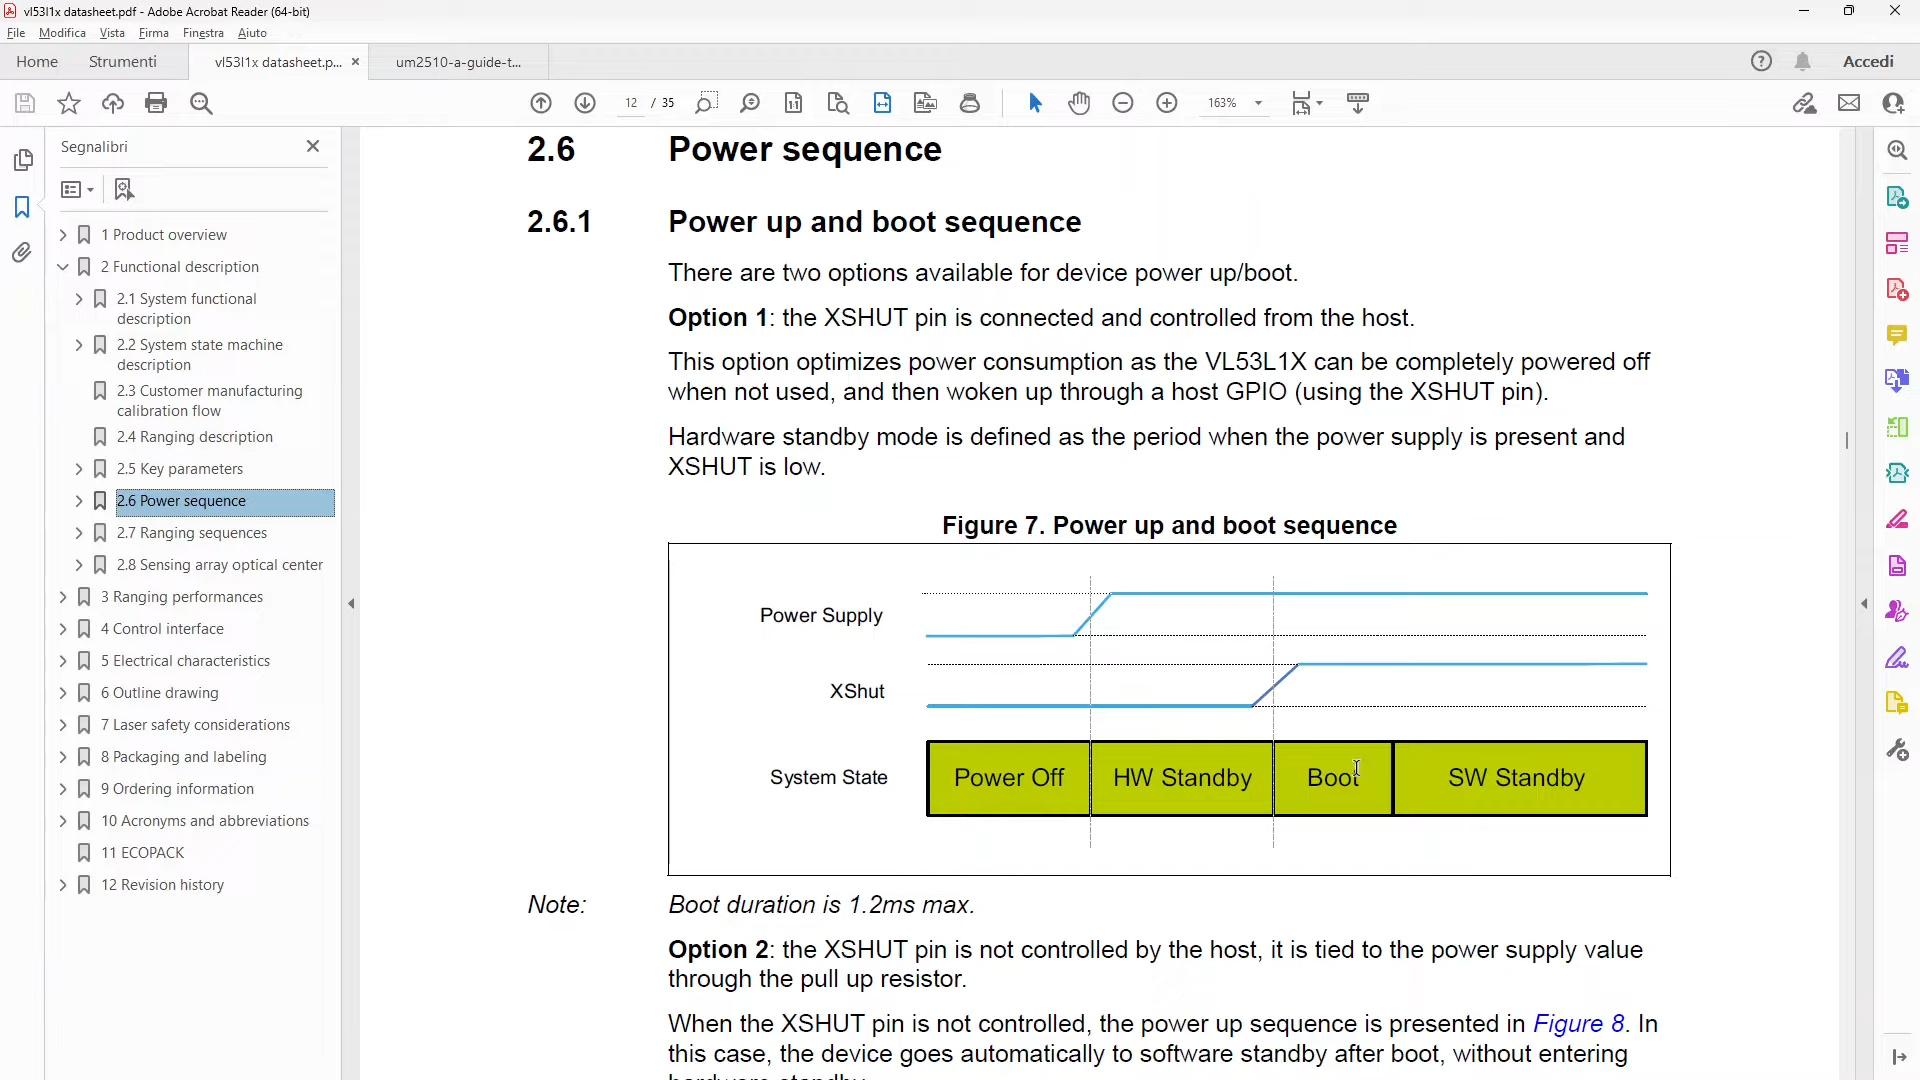 vl53l1x datasheet.pdf - Adobe Acrobat Reader (64-bit)
File Modifica Vista Firma Finestra Aiuto
Home Strumenti vl53l1x datasheet.p... um2510-a-guide-t... Accedi
12 / 35 163%
Segnalibri
1 Product overview
2 Functional description
2.1 System functional
description
2.2 System state machine
description
2.3 Customer manufacturing
calibration flow
2.4 Ranging description
2.5 Key parameters
2.6 Power sequence
2.7 Ranging sequences
2.8 Sensing array optical center
3 Ranging performances
4 Control interface
5 Electrical characteristics
6 Outline drawing
7 Laser safety considerations
8 Packaging and labeling
9 Ordering information
10 Acronyms and abbreviations
11 ECOPACK
12 Revision history
2.6 Power sequence
2.6.1 Power up and boot sequence
There are two options available for device power up/boot.
Option 1: the XSHUT pin is connected and controlled from the host.
This option optimizes power consumption as the VL53L1X can be completely powered off
when not used, and then woken up through a host GPIO (using the XSHUT pin).
Hardware standby mode is defined as the period when the power supply is present and
XSHUT is low.
Figure 7. Power up and boot sequence
Power Supply
XShut
System State Power Off HW Standby Boot SW Standby
Note: Boot duration is 1.2ms max.
Option 2: the XSHUT pin is not controlled by the host, it is tied to the power supply value
through the pull up resistor.
When the XSHUT pin is not controlled, the power up sequence is presented in Figure 8. In
this case, the device goes automatically to software standby after boot, without entering